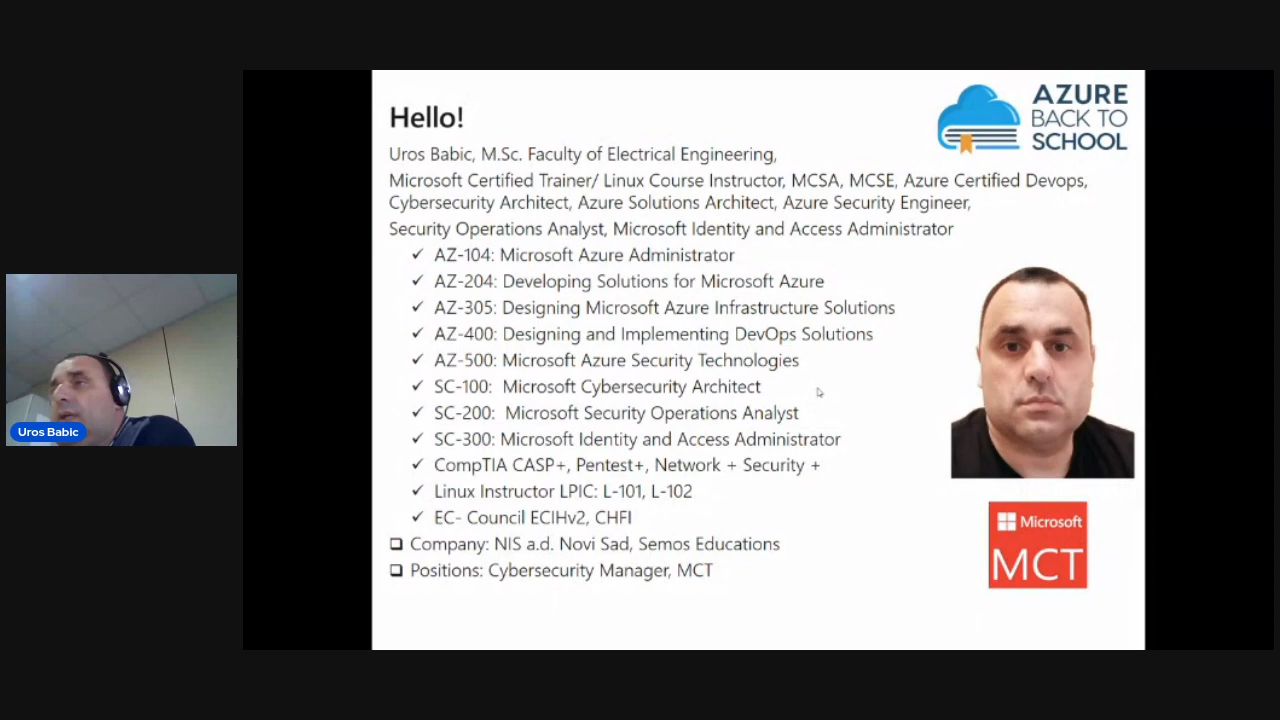 Hello!
AZURE
BACK TO
SCHOOL
Uros Babic, M.Sc. Faculty of Electrical Engineering,
Microsoft Certified Trainer/ Linux Course Instructor, MCSA, MCSE, Azure Certified Devops,
Cybersecurity Architect, Azure Solutions Architect, Azure Security Engineer,
Security Operations Analyst, Microsoft Identity and Access Administrator
✓ AZ-104: Microsoft Azure Administrator
✓ AZ-204: Developing Solutions for Microsoft Azure
✓ AZ-305: Designing Microsoft Azure Infrastructure Solutions
✓ AZ-400: Designing and Implementing DevOps Solutions
✓ AZ-500: Microsoft Azure Security Technologies
✓ SC-100: Microsoft Cybersecurity Architect
✓ SC-200: Microsoft Security Operations Analyst
✓ SC-300: Microsoft Identity and Access Administrator
✓ CompTIA CASP+, Pentest+, Network + Security +
✓ Linux Instructor LPIC: L-101, L-102
✓ EC- Council ECIHv2, CHFI
❑ Company: NIS a.d. Novi Sad, Semos Educations
❑ Positions: Cybersecurity Manager, MCT
Microsoft
MCT
Uros Babic